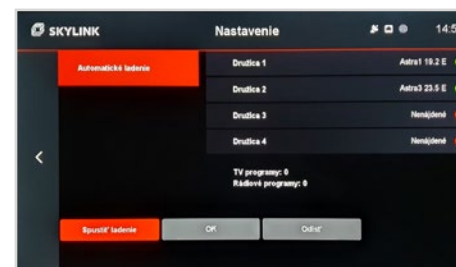 SKYLINK Nastavenie 14:5
Automatické ladenie
Družica 1 Astra1 19.2 E
Družica 2 Astra3 23.5 E
Družica 3 Nenájdené
Družica 4 Nenájdené
TV programy: 0
Rádiové programy: 0
Spustiť ladenie OK Odísť